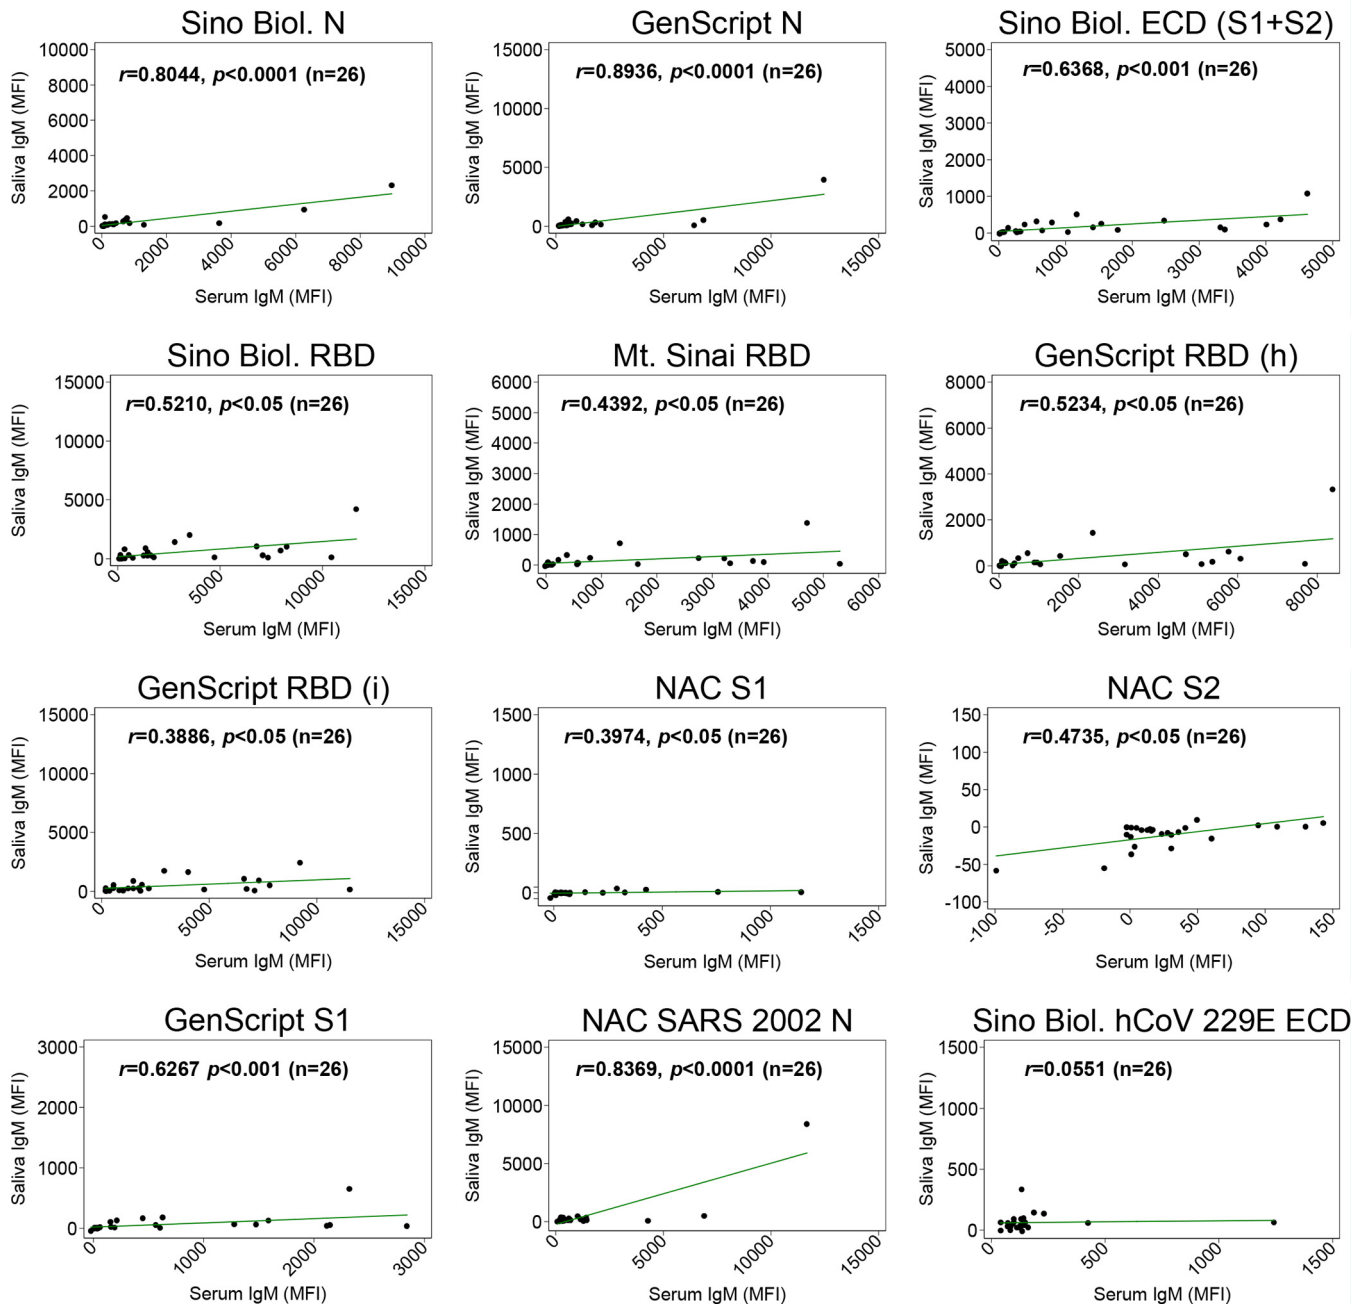 Sino Biol. N
r=0.8044, p<0.0001 (n=26)
Saliva IgM (MFI)
10000
8000
6000
4000
2000
0
0
2000
4000
6000
8000
10000
Serum IgM (MFI)
GenScript N
r=0.8936, p<0.0001 (n=26)
Saliva IgM (MFI)
15000
10000
5000
0
0
5000
10000
15000
Serum IgM (MFI)
Sino Biol. ECD (S1+S2)
r=0.6368, p<0.001 (n=26)
Saliva IgM (MFI)
5000
4000
3000
2000
1000
0
0
1000
2000
3000
4000
5000
Serum IgM (MFI)
Sino Biol. RBD
r=0.5210, p<0.05 (n=26)
Saliva IgM (MFI)
15000
10000
5000
0
0
5000
10000
15000
Serum IgM (MFI)
Mt. Sinai RBD
r=0.4392, p<0.05 (n=26)
Saliva IgM (MFI)
6000
5000
4000
3000
2000
1000
0
0
1000
2000
3000
4000
5000
6000
Serum IgM (MFI)
GenScript RBD (h)
r=0.5234, p<0.05 (n=26)
Saliva IgM (MFI)
8000
6000
4000
2000
0
0
2000
4000
6000
8000
Serum IgM (MFI)
GenScript RBD (i)
r=0.3886, p<0.05 (n=26)
Saliva IgM (MFI)
15000
10000
5000
0
0
5000
10000
15000
Serum IgM (MFI)
NAC S1
r=0.3974, p<0.05 (n=26)
Saliva IgM (MFI)
1500
1000
500
0
0
500
1000
1500
Serum IgM (MFI)
NAC S2
r=0.4735, p<0.05 (n=26)
Saliva IgM (MFI)
150
100
50
0
-50
-100
-100
-50
0
50
100
150
Serum IgM (MFI)
GenScript S1
r=0.6267 p<0.001 (n=26)
Saliva IgM (MFI)
3000
2000
1000
0
0
1000
2000
3000
Serum IgM (MFI)
NAC SARS 2002 N
r=0.8369, p<0.0001 (n=26)
Saliva IgM (MFI)
15000
10000
5000
0
0
5000
10000
15000
Serum IgM (MFI)
Sino Biol. hCoV 229E ECD
r=0.0551 (n=26)
Saliva IgM (MFI)
1500
1000
500
0
0
500
1000
1500
Serum IgM (MFI)